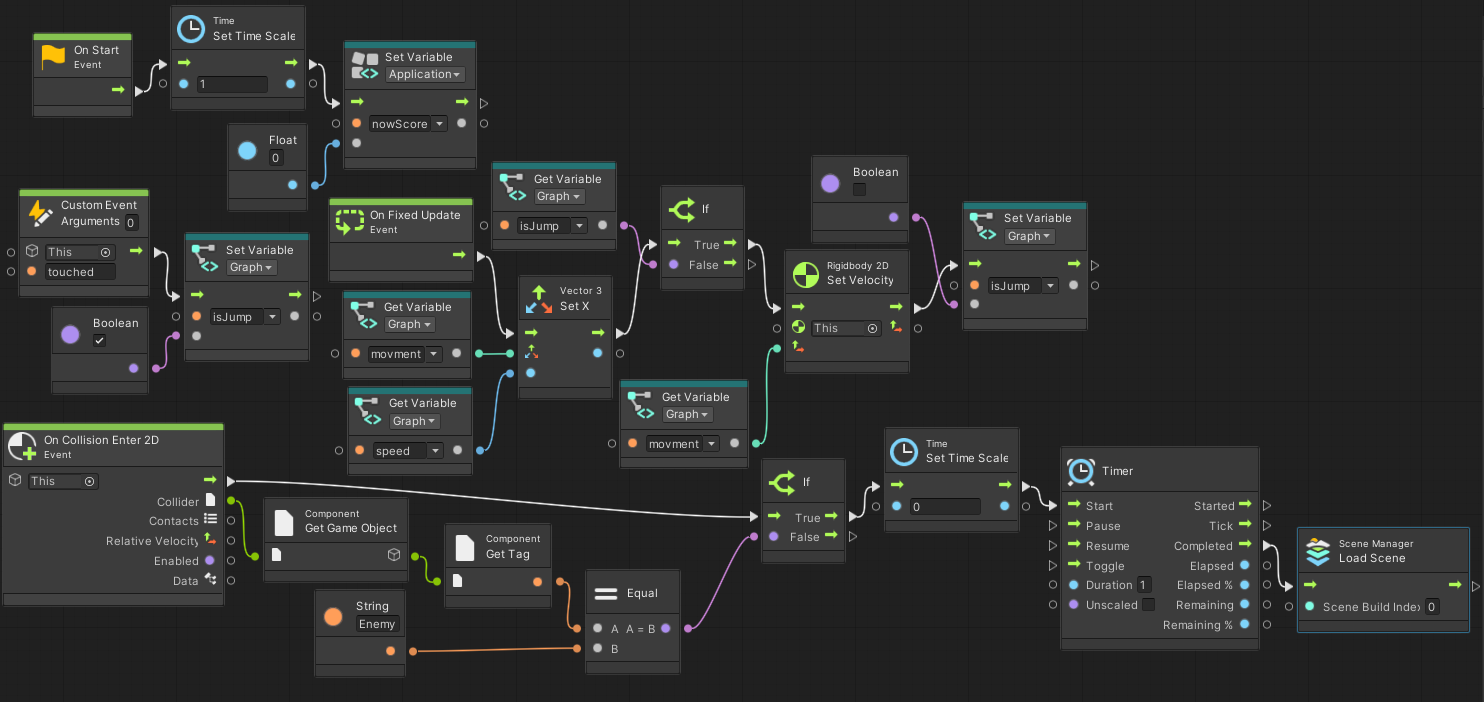 On Start
Event
Time
Set Time Scale
1
Set Variable
Application
nowScore
Float
0
Custom Event
Arguments 0
This
touched
Set Variable
Graph
isJump
Boolean
On Fixed Update
Event
Get Variable
Graph
isJump
If
True
False
Get Variable
Graph
movment
Get Variable
Graph
speed
Vector 3
Set X
Get Variable
Graph
movment
Rigidbody 2D
Set Velocity
This
Boolean
Set Variable
Graph
isJump
On Collision Enter 2D
Event
This
Collider
Contacts
Relative Velocity
Enabled
Data
Component
Get Game Object
Component
Get Tag
String
Enemy
Equal
A A = B
B
If
True
False
Time
Set Time Scale
0
Timer
Start Started
Pause Tick
Resume Completed
Toggle Elapsed
Duration 1 Elapsed %
Unscaled Remaining
Remaining %
Scene Manager
Load Scene
Scene Build Index 0